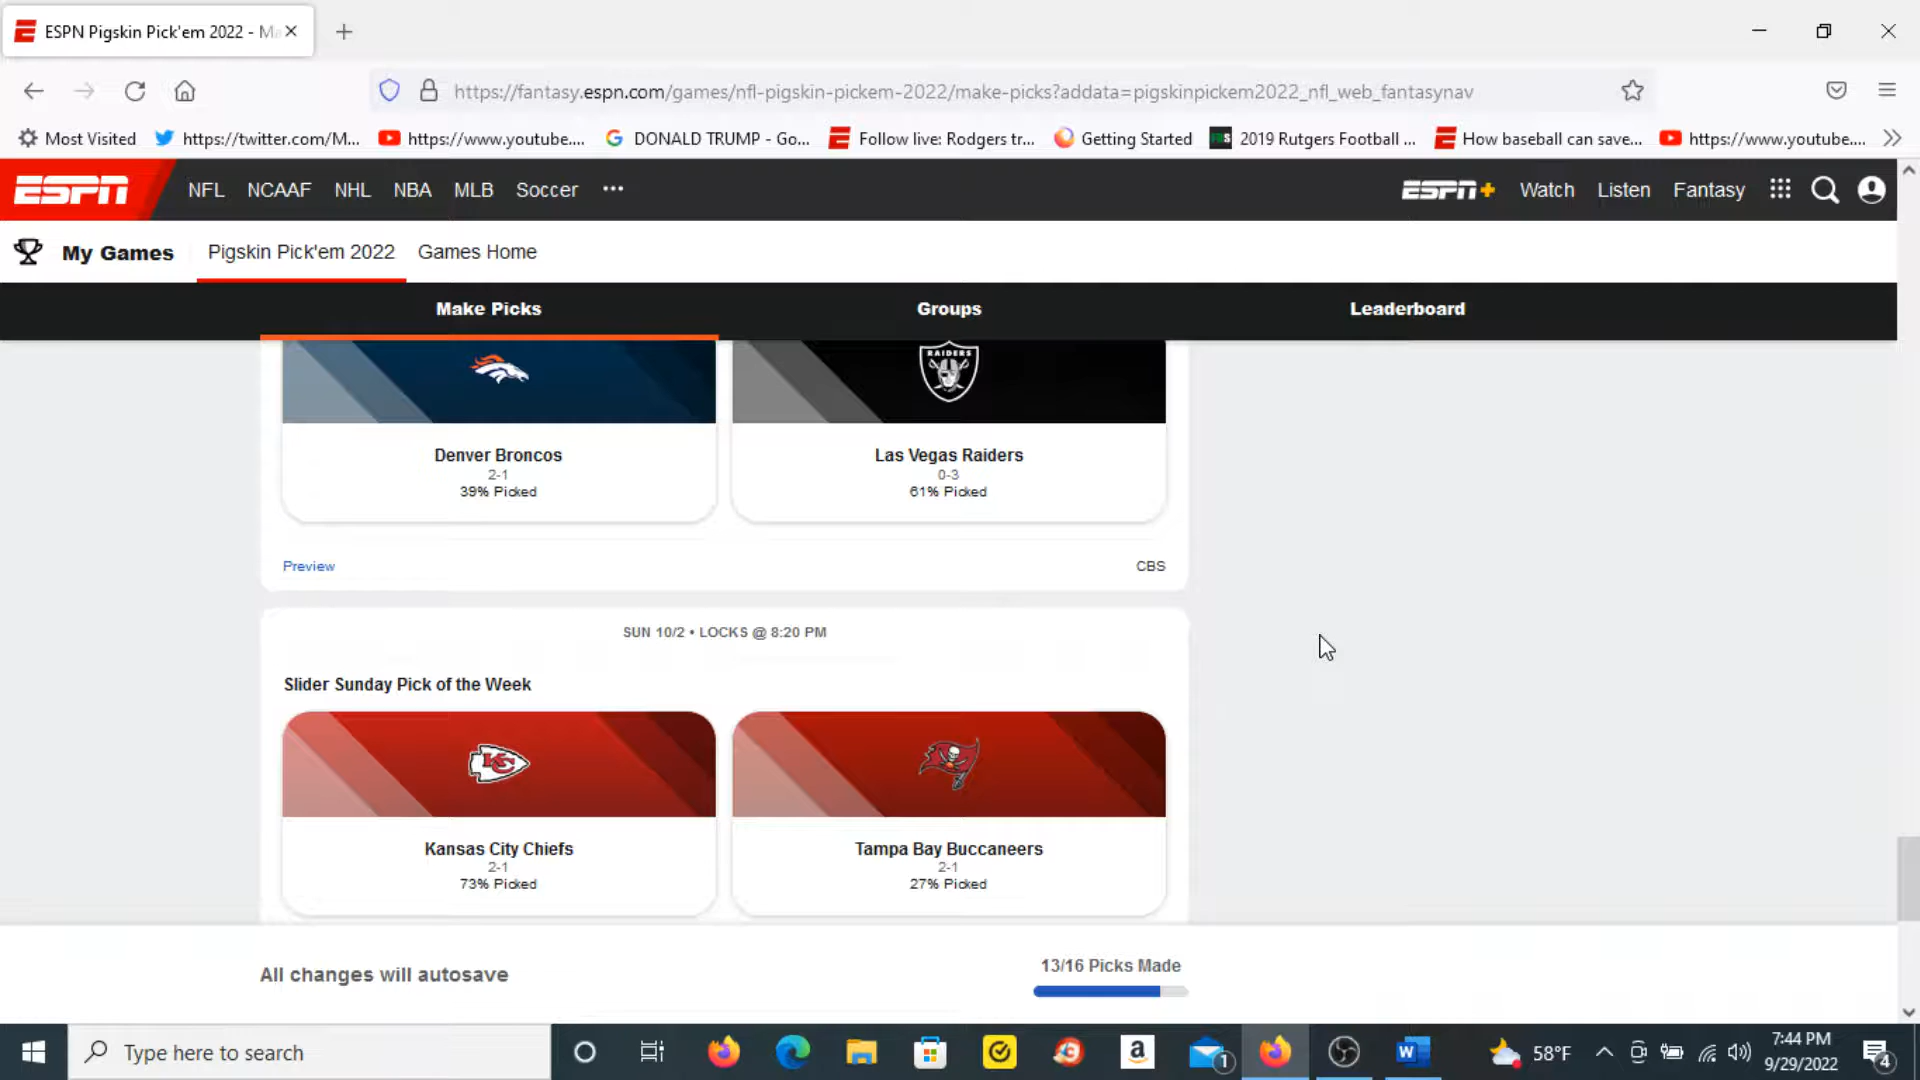 ESPN Pigskin Pick'em 2022 - Ma
https://fantasy.espn.com/games/nfl-pigskin-pickem-2022/make-picks?addata=pigskinpickem2022_nfl_web_fantasynav
Most Visited https://twitter.com/M... https://www.youtube.... DONALD TRUMP - Go... Follow live: Rodgers tr... Getting Started 2019 Rutgers Football ... How baseball can save... https://www.youtube....
ESPN NFL NCAAF NHL NBA MLB Soccer ESPN+ Watch Listen Fantasy
My Games Pigskin Pick'em 2022 Games Home
Make Picks Groups Leaderboard
RAIDERS
Denver Broncos Las Vegas Raiders
2-1 0-3
39% Picked 61% Picked
Preview CBS
SUN 10/2 • LOCKS @ 8:20 PM
Slider Sunday Pick of the Week
KC
Kansas City Chiefs Tampa Bay Buccaneers
2-1 2-1
73% Picked 27% Picked
All changes will autosave 13/16 Picks Made
Type here to search 1 58°F 7:44 PM 4
9/29/2022